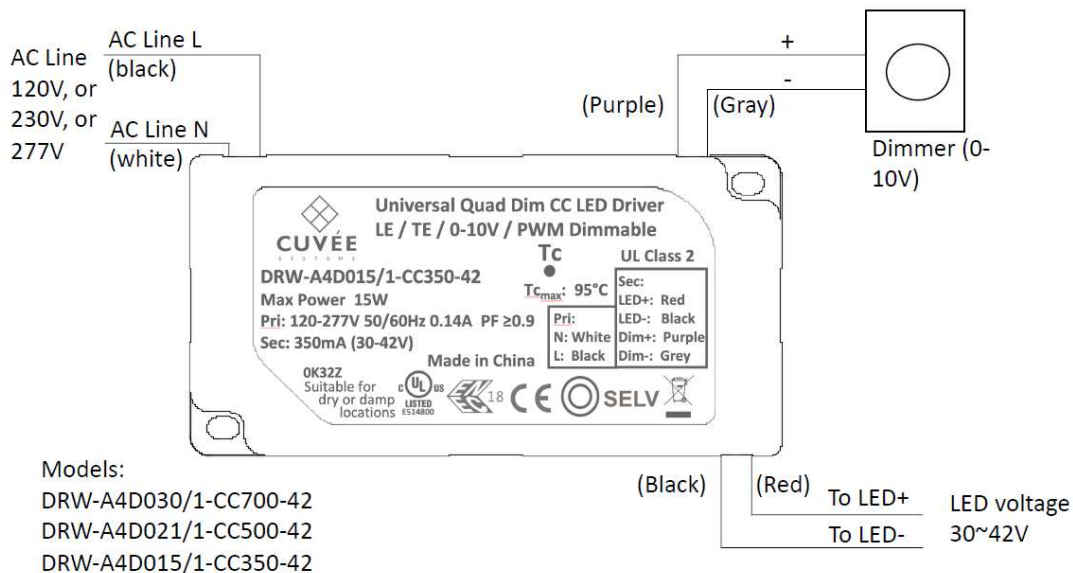 AC Line
120V, or
230V, or
277V
AC Line L
(black)
AC Line N
(white)
+
-
(Purple)
(Gray)
Dimmer (0-
10V)
CUVÉE
SYSTEMS
Universal Quad Dim CC LED Driver
LE / TE / 0-10V / PWM Dimmable
DRW-A4D015/1-CC350-42
Max Power 15W
Pri: 120-277V 50/60Hz 0.14A PF ≥0.9
Sec: 350mA (30-42V)
Tc
Tcmax: 95°C
UL Class 2
Pri:
N: White
L: Black
Sec:
LED+: Red
LED-: Black
Dim+: Purple
Dim-: Grey
Made in China
0K32Z
Suitable for
dry or damp
locations
c UL us
LISTED
E514800
18
CE
SELV
Models:
DRW-A4D030/1-CC700-42
DRW-A4D021/1-CC500-42
DRW-A4D015/1-CC350-42
(Black)
(Red)
To LED+
To LED-
LED voltage
30~42V